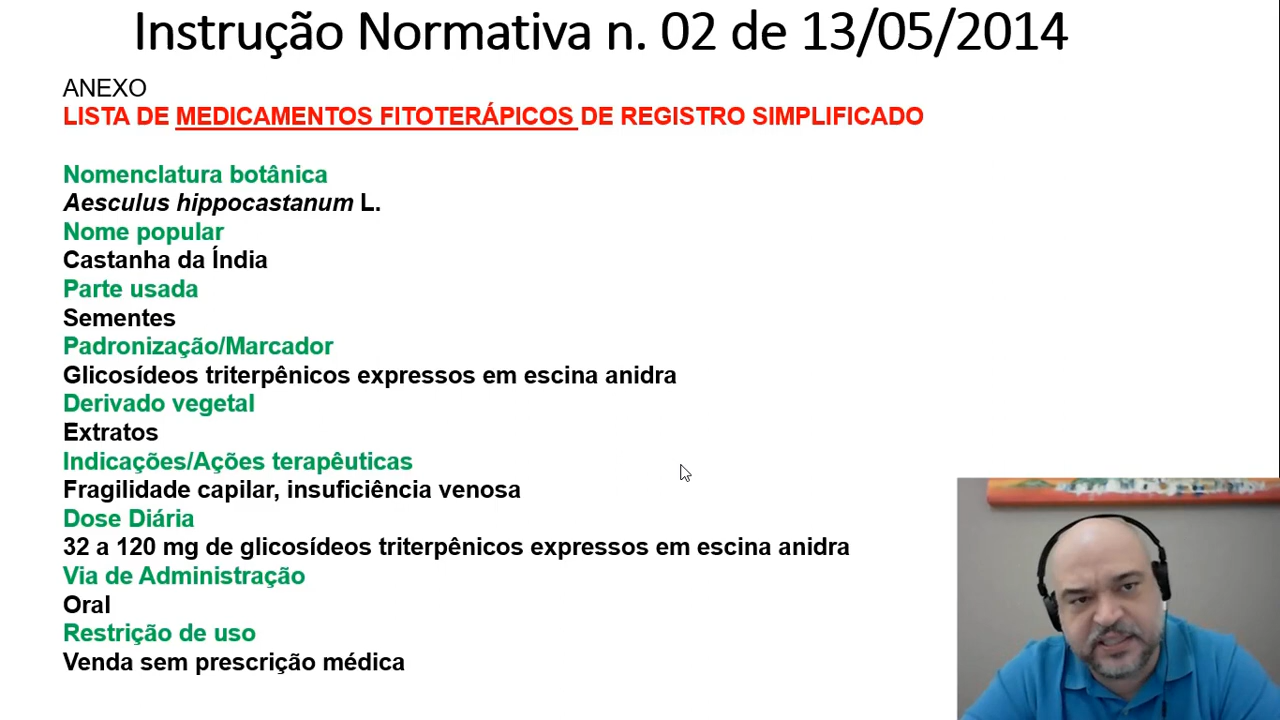 Instrução Normativa n. 02 de 13/05/2014
ANEXO
LISTA DE MEDICAMENTOS FITOTERÁPICOS DE REGISTRO SIMPLIFICADO
Nomenclatura botânica
Aesculus hippocastanum L.
Nome popular
Castanha da Índia
Parte usada
Sementes
Padronização/Marcador
Glicosídeos triterpênicos expressos em escina anidra
Derivado vegetal
Extratos
Indicações/Ações terapêuticas
Fragilidade capilar, insuficiência venosa
Dose Diária
32 a 120 mg de glicosídeos triterpênicos expressos em escina anidra
Via de Administração
Oral
Restrição de uso
Venda sem prescrição médica